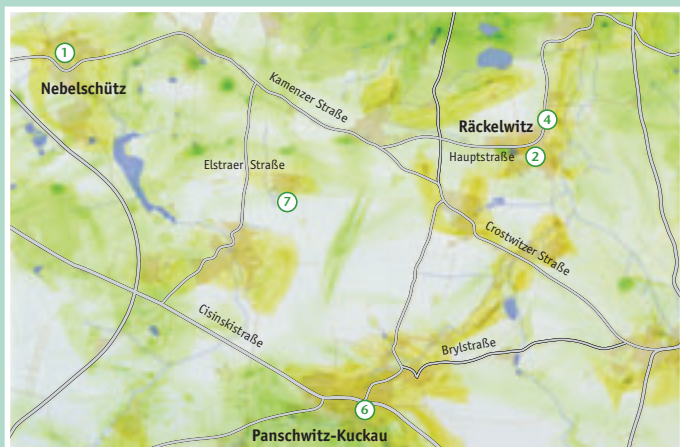 1
Nebelschütz
Kamenzer Straße
Räckelwitz
4
Hauptstraße
2
Elstraer Straße
7
Crostwitzer Straße
Cisinskistraße
Brylstraße
6
Panschwitz-Kuckau